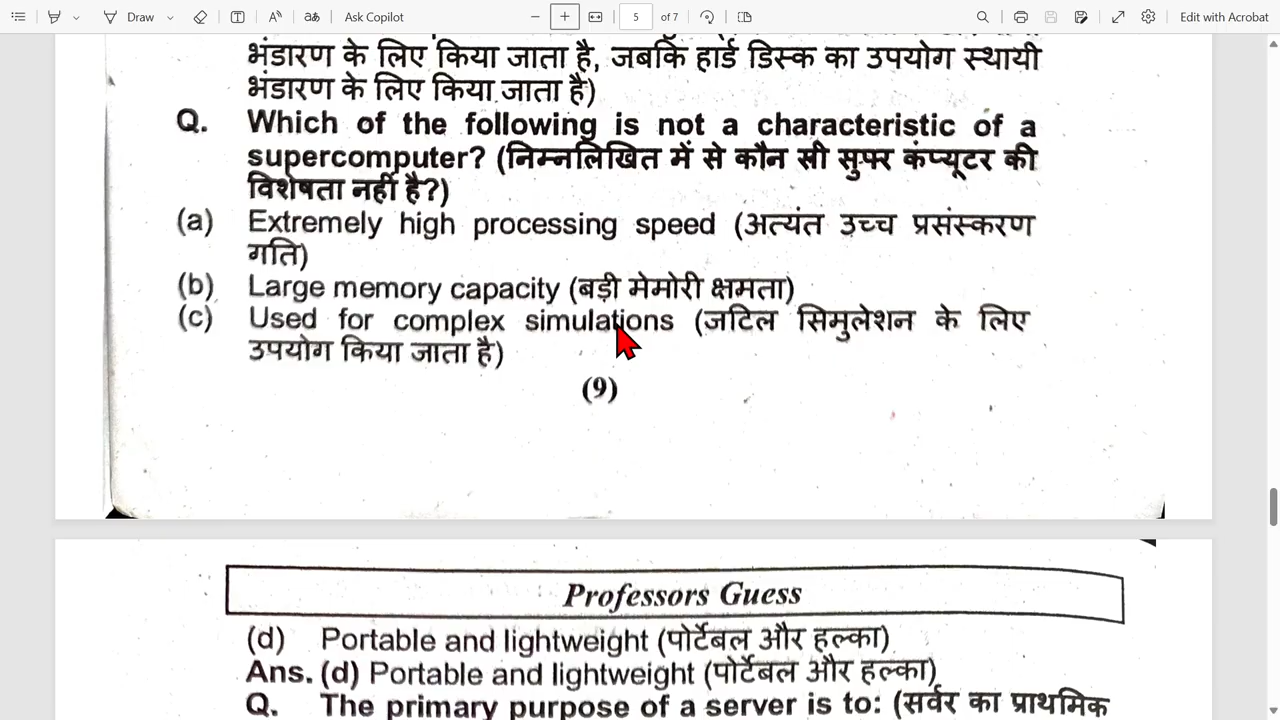 Draw
Ask Copilot
5 of 7
Edit with Acrobat
भंडारण के लिए किया जाता है, जबकि हार्ड डिस्क का उपयोग स्थायी
भंडारण के लिए किया जाता है)
Q. Which of the following is not a characteristic of a
supercomputer? (निम्नलिखित में से कौन सी सुपर कंप्यूटर की
विशेषता नहीं है?)
(a) Extremely high processing speed (अत्यंत उच्च प्रसंस्करण
गति)
(b) Large memory capacity (बड़ी मेमोरी क्षमता)
(c) Used for complex simulations (जटिल सिमुलेशन के लिए
उपयोग किया जाता है)
(9)
Professors Guess
(d) Portable and lightweight (पोर्टेबल और हल्का)
Ans. (d) Portable and lightweight (पोर्टेबल और हल्का)
Q. The primary purpose of a server is to: (सर्वर का प्राथमिक